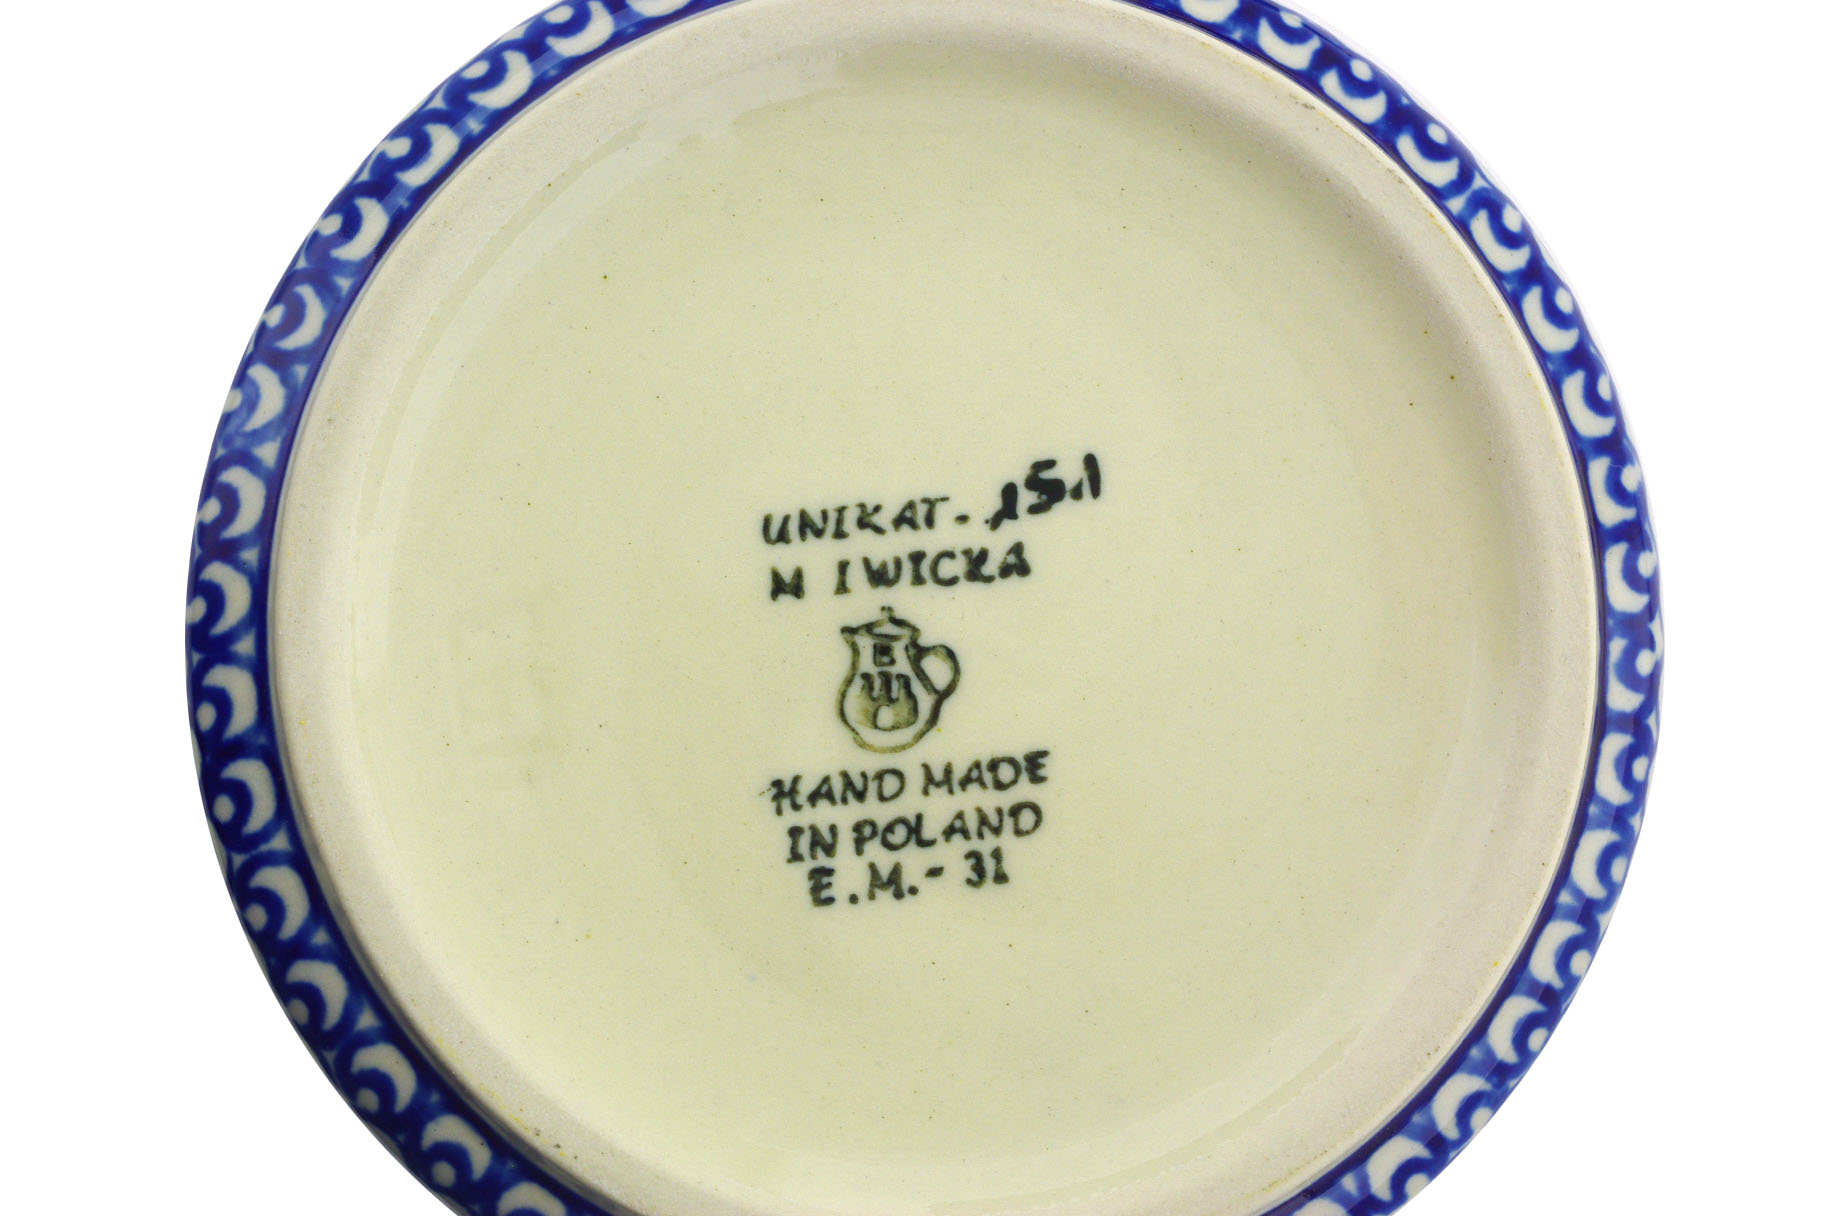 UNIKAT - 151
M IWICKA
B
HAND MADE
IN POLAND
E.M.- 31